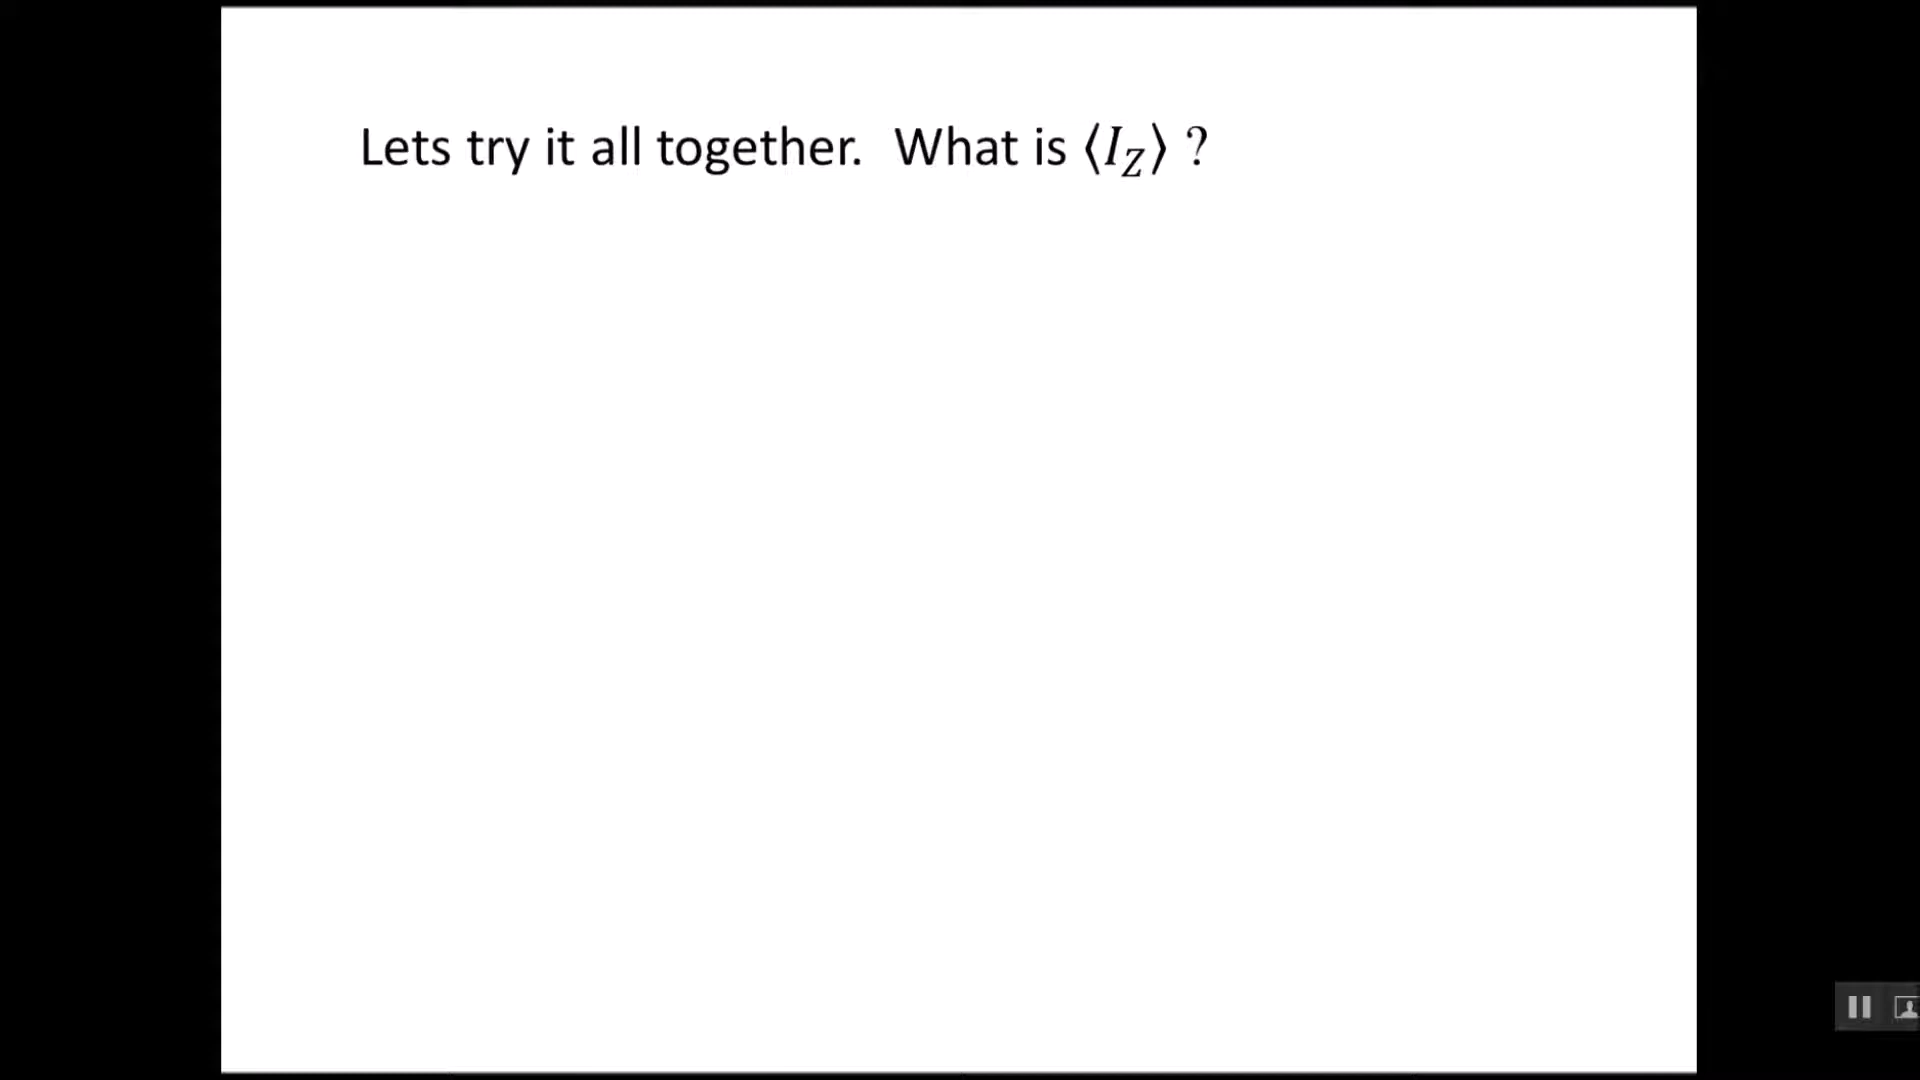 Lets try it all together. What is ⟨I_Z⟩ ?